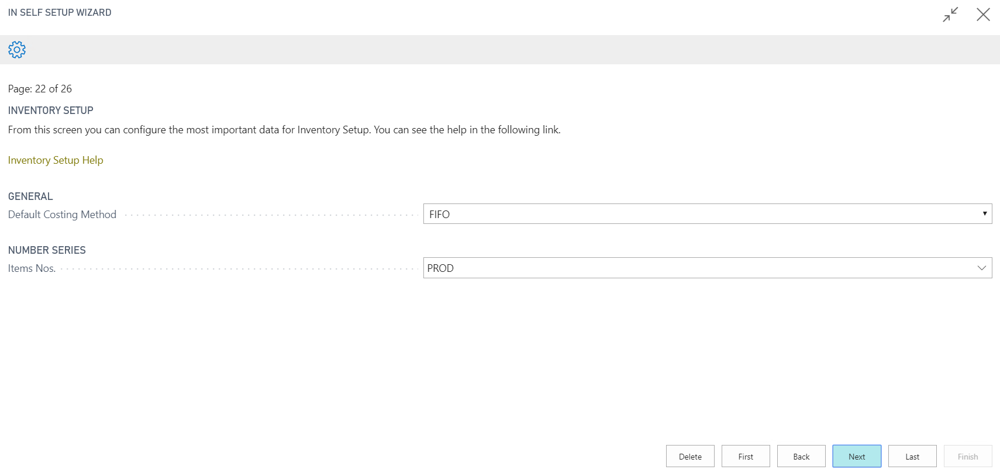 IN SELF SETUP WIZARD
Page: 22 of 26
INVENTORY SETUP
From this screen you can configure the most important data for Inventory Setup. You can see the help in the following link.
Inventory Setup Help
GENERAL
Default Costing Method FIFO
NUMBER SERIES
Items Nos. PROD
Delete First Back Next Last Finish